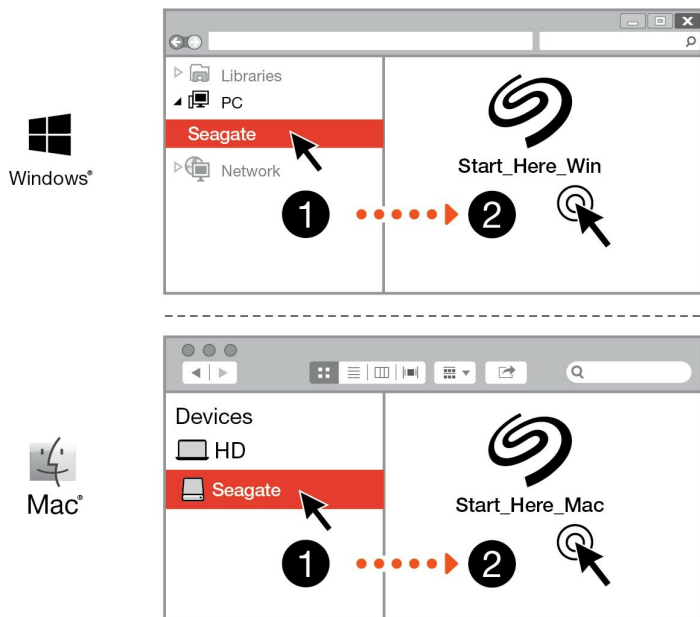 Libraries
PC
Seagate
Network
Start_Here_Win
1
2
Windows®
Devices
HD
Seagate
Start_Here_Mac
1
2
Mac®